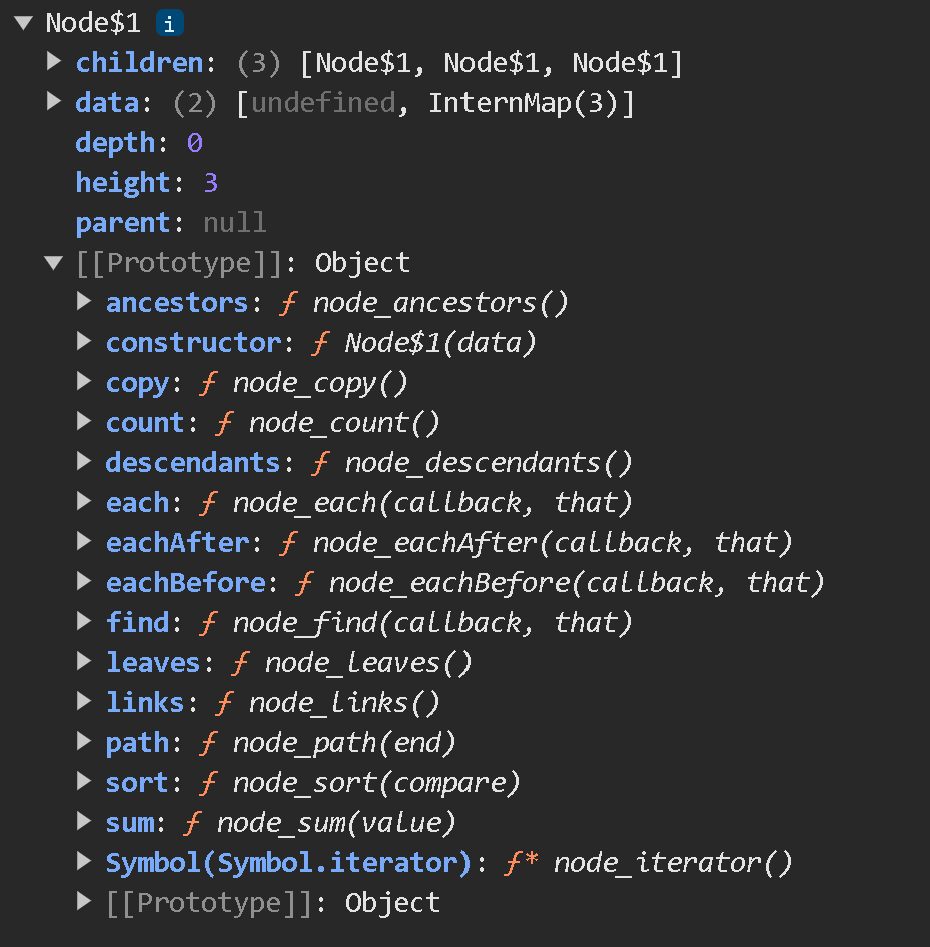 Node$1 i
children: (3) [Node$1, Node$1, Node$1]
data: (2) [undefined, InternMap(3)]
depth: 0
height: 3
parent: null
[[Prototype]]: Object
ancestors: ƒ node_ancestors()
constructor: ƒ Node$1(data)
copy: ƒ node_copy()
count: ƒ node_count()
descendants: ƒ node_descendants()
each: ƒ node_each(callback, that)
eachAfter: ƒ node_eachAfter(callback, that)
eachBefore: ƒ node_eachBefore(callback, that)
find: ƒ node_find(callback, that)
leaves: ƒ node_leaves()
links: ƒ node_links()
path: ƒ node_path(end)
sort: ƒ node_sort(compare)
sum: ƒ node_sum(value)
Symbol(Symbol.iterator): ƒ* node_iterator()
[[Prototype]]: Object